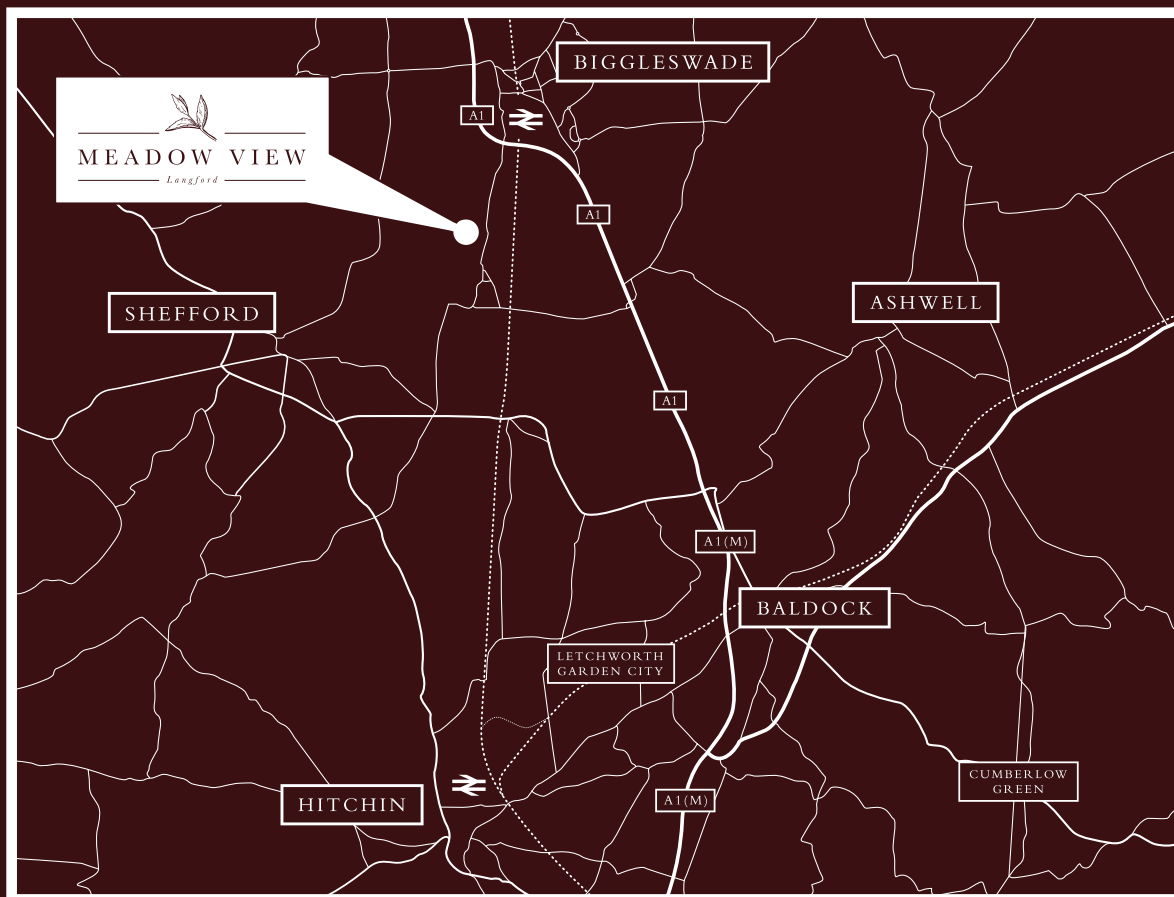 BIGGLESWADE
A1
MEADOW VIEW
Langford
A1
SHEFFORD
ASHWELL
A1
A1(M)
BALDOCK
LETCHWORTH
GARDEN CITY
CUMBERLOW
GREEN
HITCHIN
A1(M)